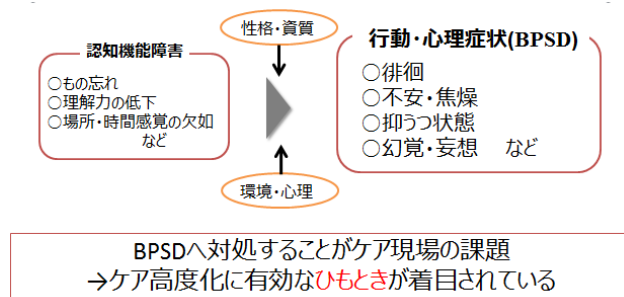 性格・資質
認知機能障害
○もの忘れ
○理解力の低下
○場所・時間感覚の欠如
など
行動・心理症状(BPSD)
○徘徊
○不安・焦燥
○抑うつ状態
○幻覚・妄想 など
環境・心理
BPSDへ対処することがケア現場の課題
→ケア高度化に有効なひもときが着目されている